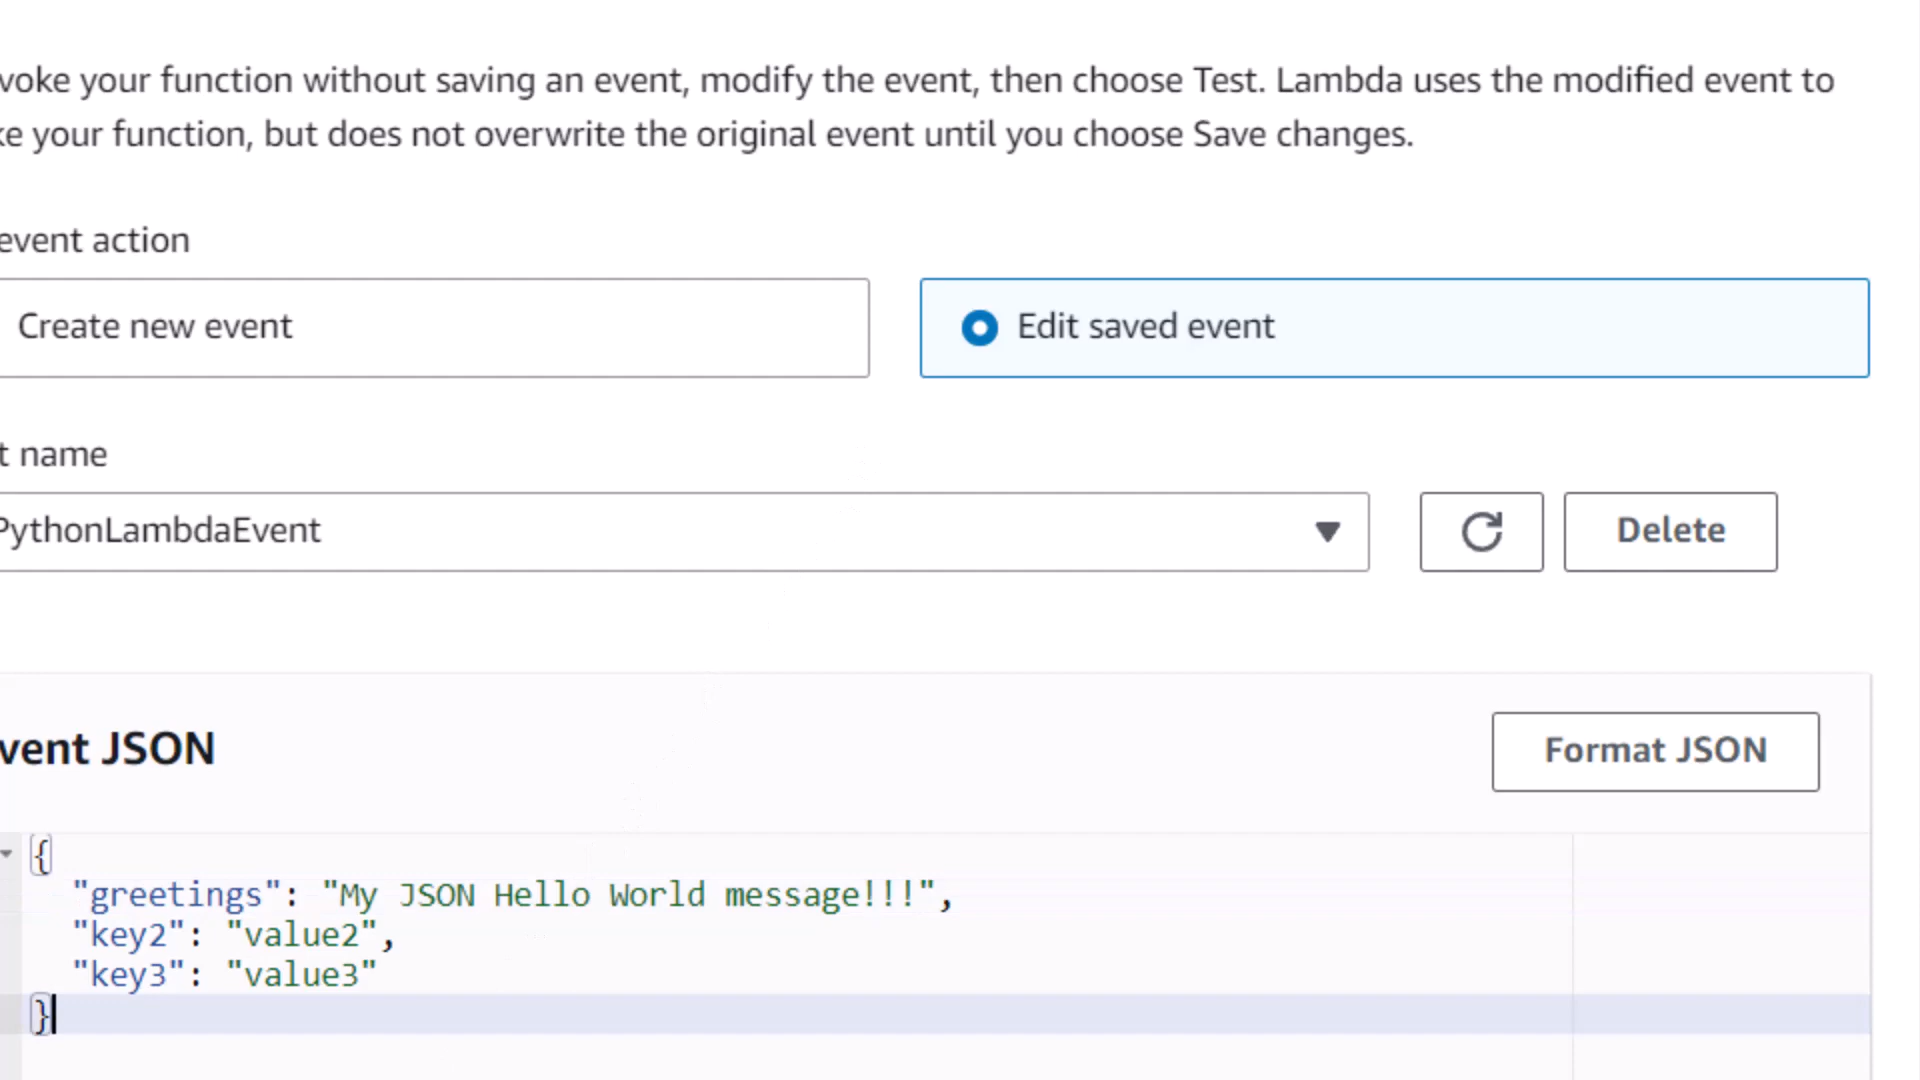 voke your function without saving an event, modify the event, then choose Test. Lambda uses the modified event to
ke your function, but does not overwrite the original event until you choose Save changes.
event action
Create new event
Edit saved event
t name
PythonLambdaEvent
Delete
vent JSON
Format JSON
{
"greetings": "My JSON Hello World message!!!",
"key2": "value2",
"key3": "value3"
}